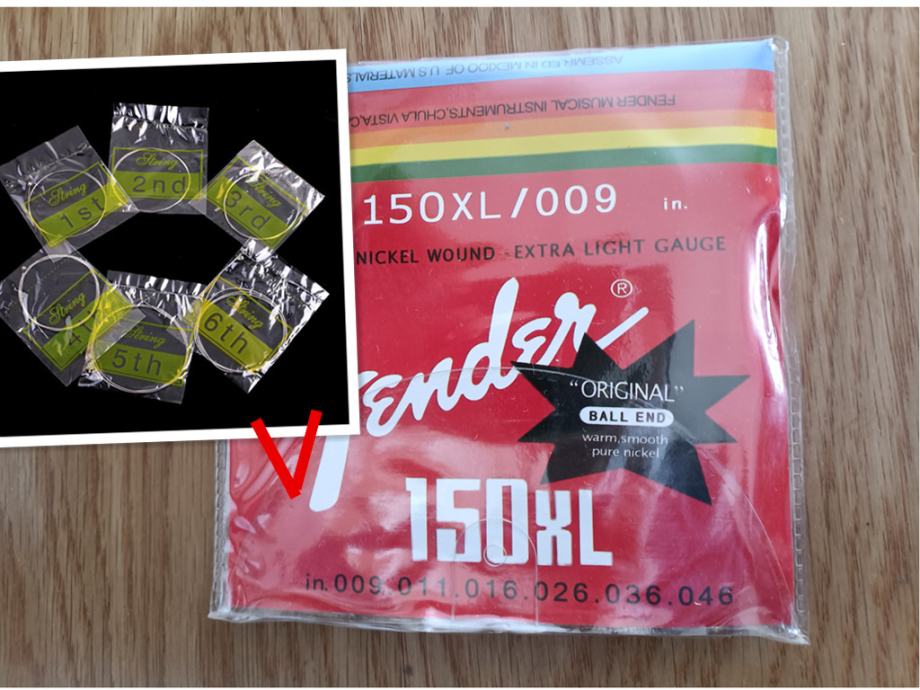 ASSEMBLED IN MEXICO OF U.S MATERIALS
FENDER MUSICAL INSTRUMENTS,CHULA VISTA,C
150XL/009 in.
NICKEL WOUND -EXTRA LIGHT GAUGE
Fender ®
"ORIGINAL"
BALL END
warm,smooth
pure nickel
150XL
in.009.011.016.026.036.046
String
1st
String
2nd
String
3rd
String
4
String
5th
String
6th